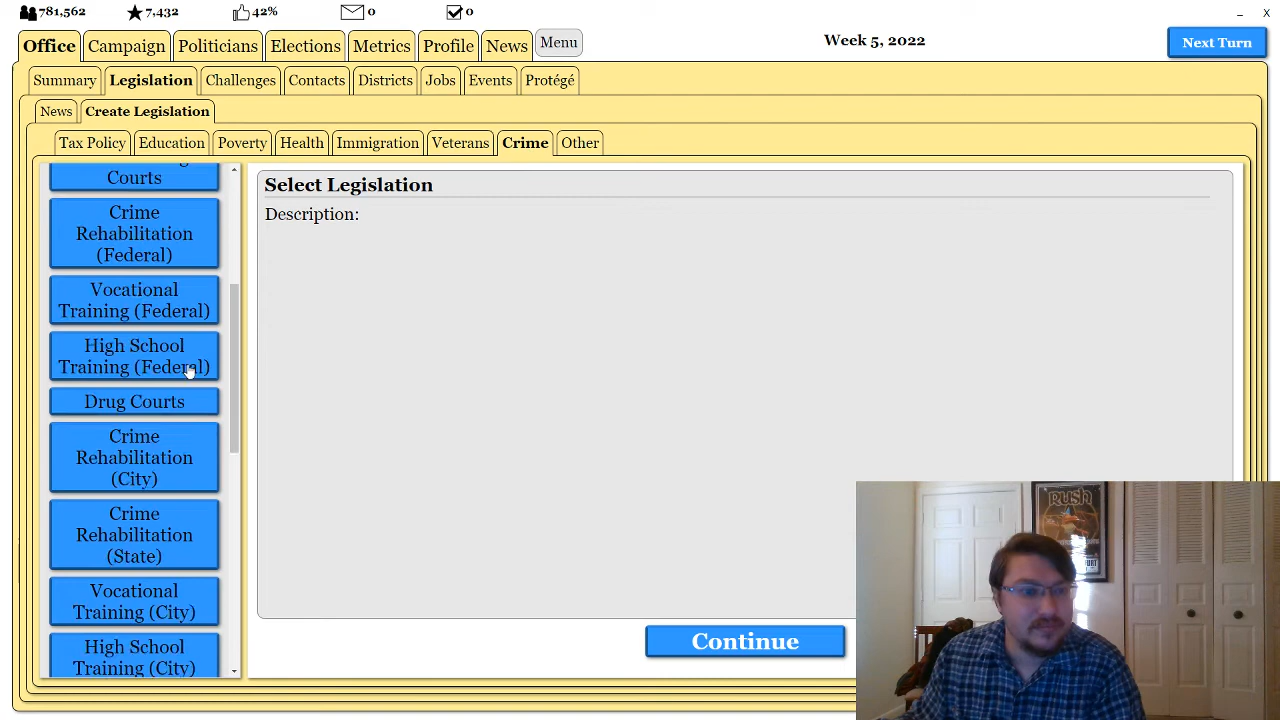 781,562 7,432 42% 0 0 _ X
Office Campaign Politicians Elections Metrics Profile News Menu Week 5, 2022 Next Turn
Summary Legislation Challenges Contacts Districts Jobs Events Protégé
News Create Legislation
Tax Policy Education Poverty Health Immigration Veterans Crime Other
Courts
Crime
Rehabilitation
(Federal)
Vocational
Training (Federal)
High School
Training (Federal)
Drug Courts
Crime
Rehabilitation
(City)
Crime
Rehabilitation
(State)
Vocational
Training (City)
High School
Training (City)
Select Legislation
Description:
Continue
RUSH